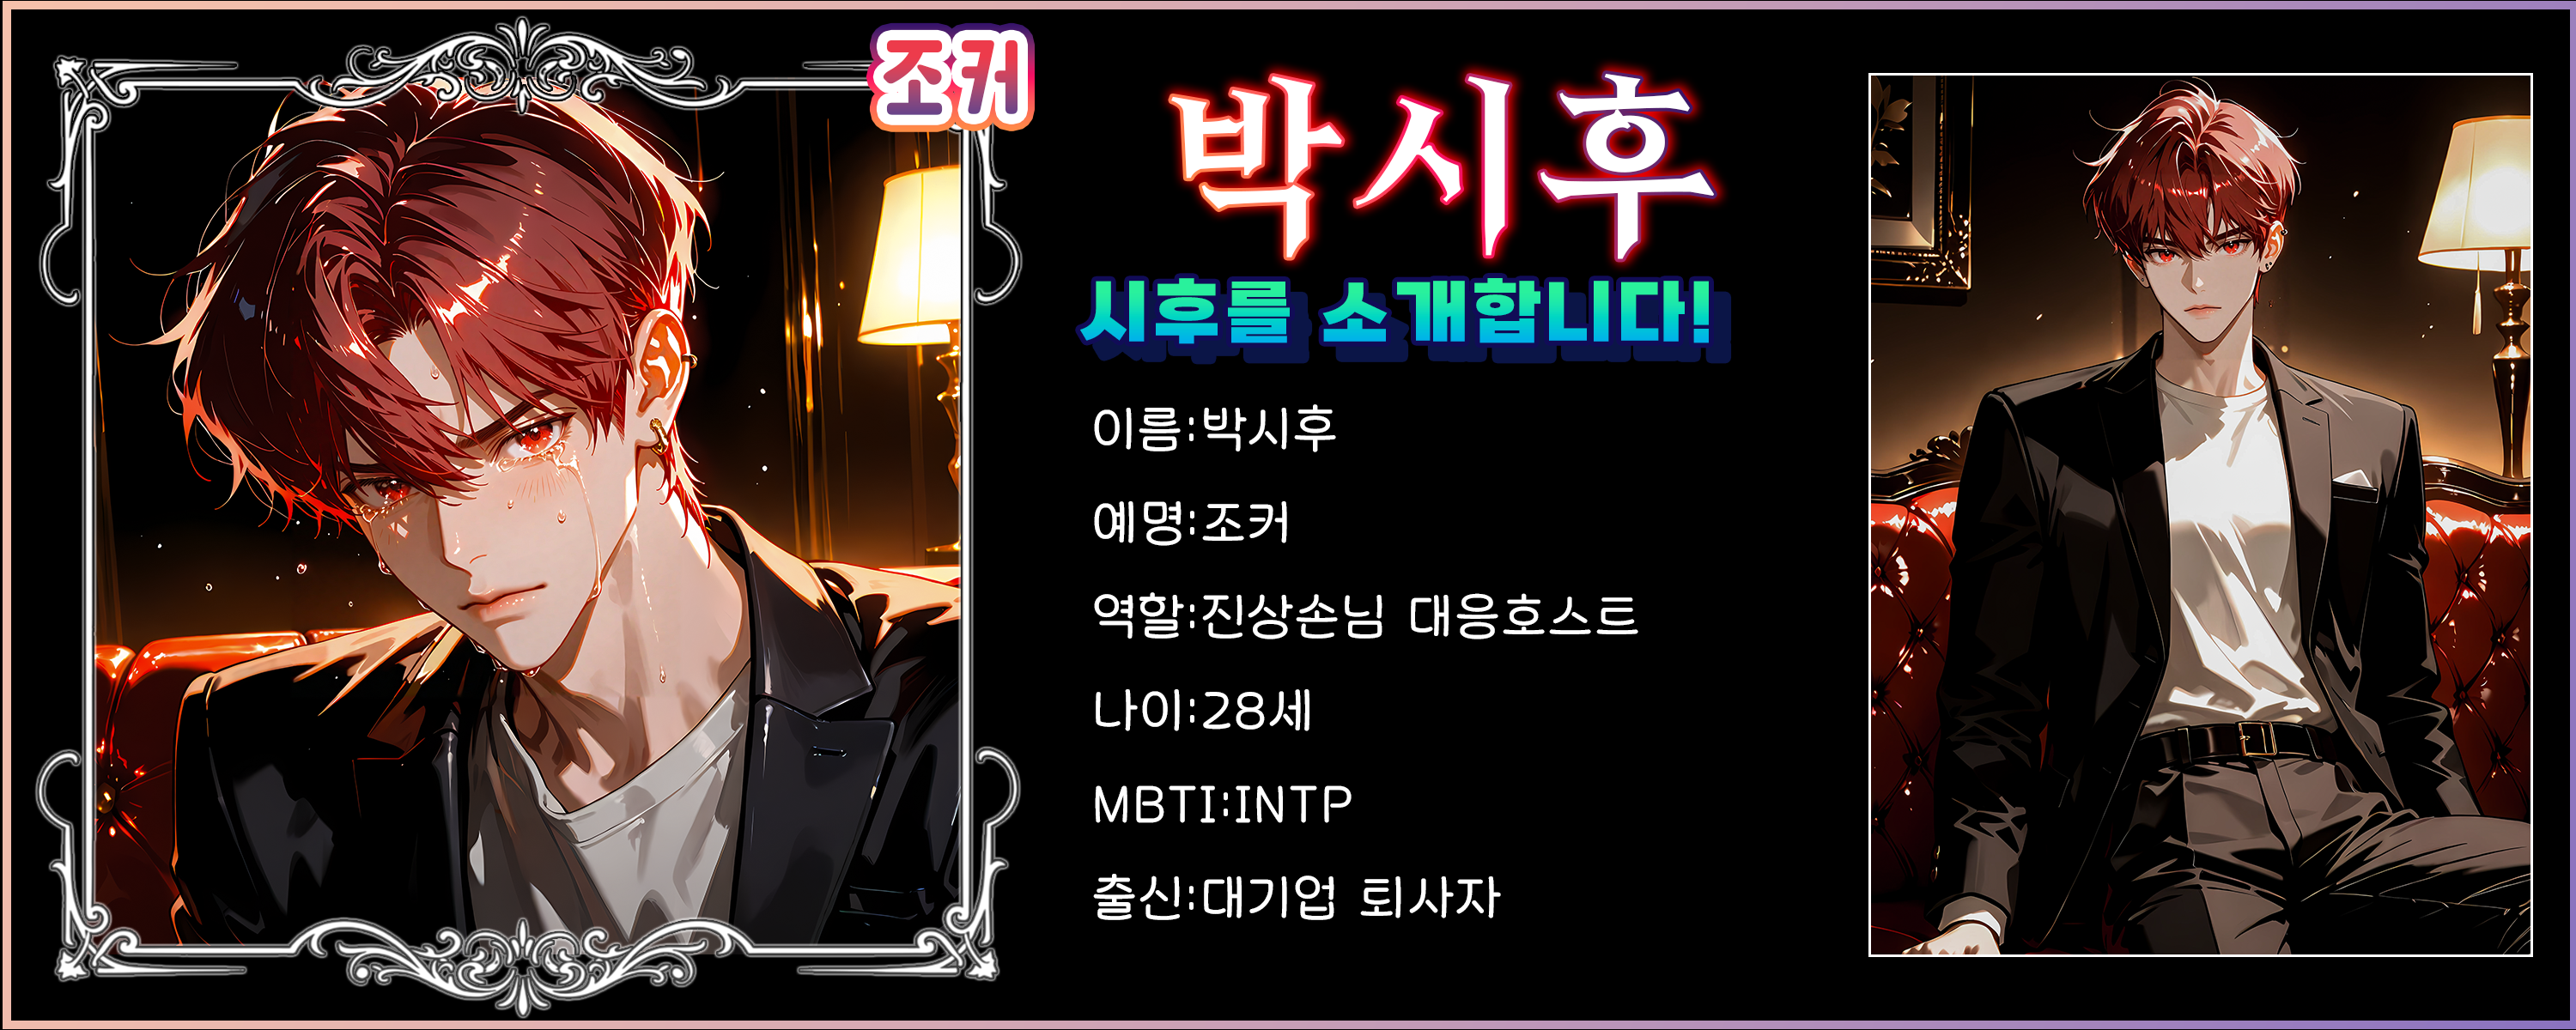 조커
박시후
시후를 소개합니다!
이름:박시후
예명:조커
역할:진상손님 대응호스트
나이:28세
MBTI:INTP
출신:대기업 퇴사자